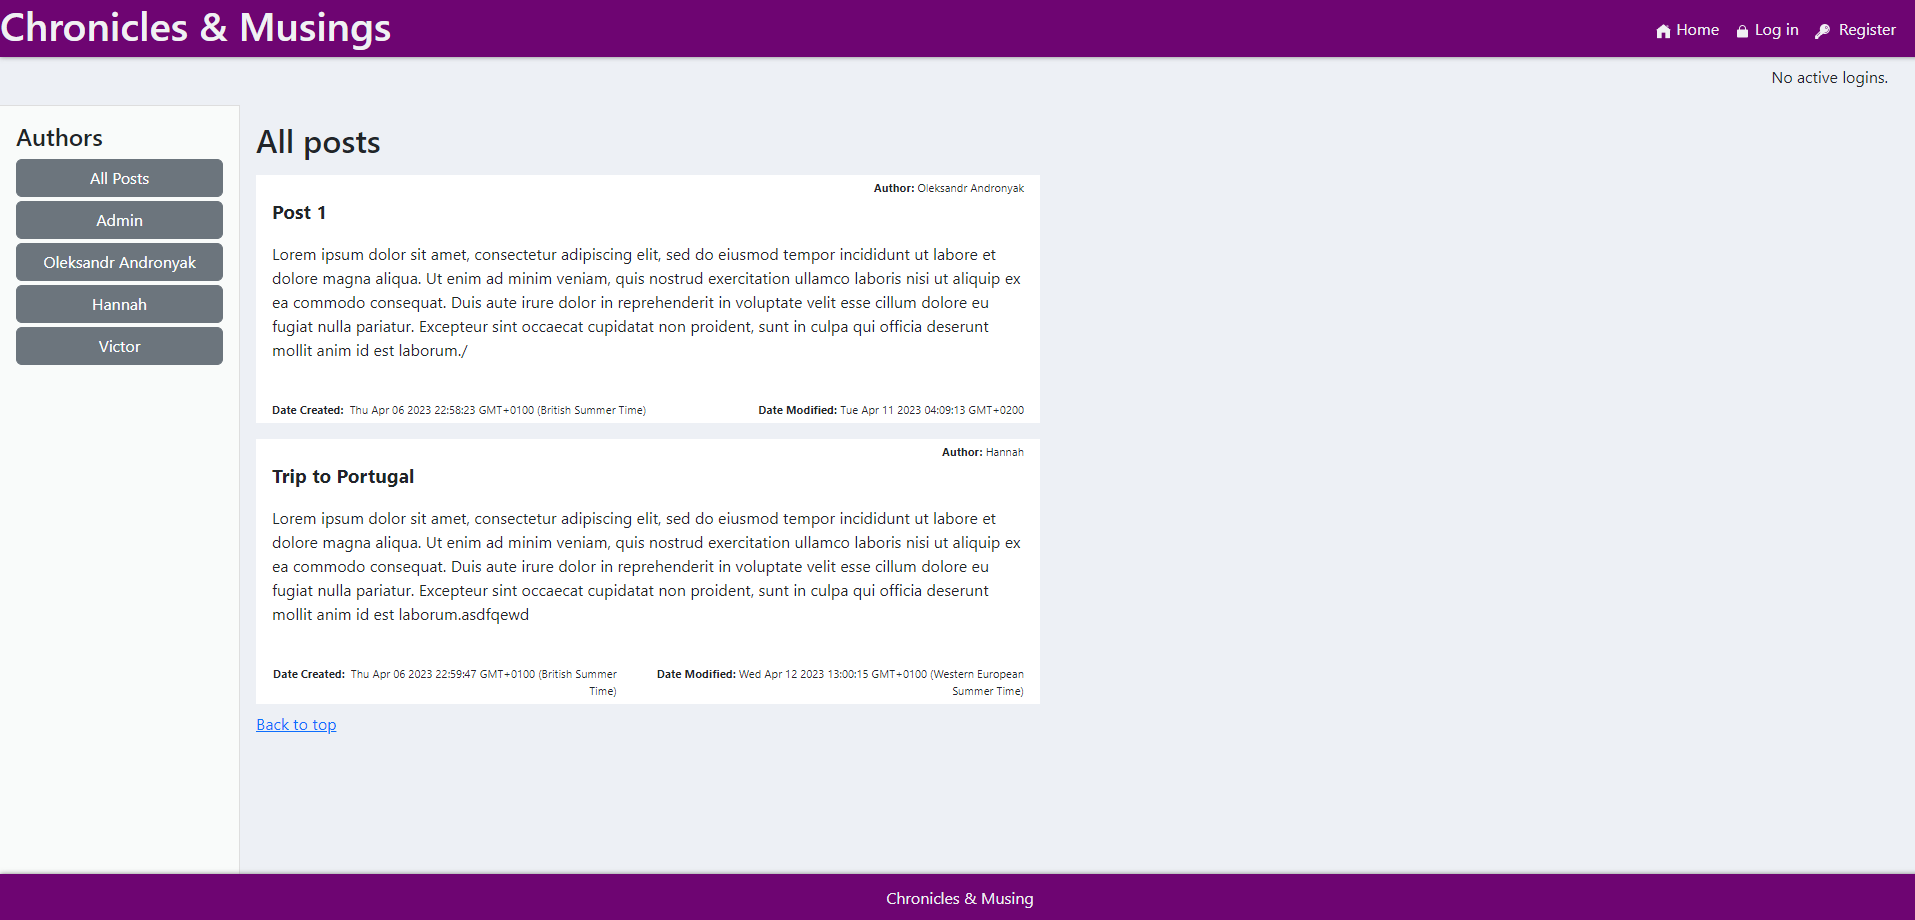 Chronicles & Musings
Home Log in Register
No active logins.
Authors
All Posts
Admin
Oleksandr Andronyak
Hannah
Victor
All posts
Author: Oleksandr Andronyak
Post 1
Lorem ipsum dolor sit amet, consectetur adipiscing elit, sed do eiusmod tempor incididunt ut labore et
dolore magna aliqua. Ut enim ad minim veniam, quis nostrud exercitation ullamco laboris nisi ut aliquip ex
ea commodo consequat. Duis aute irure dolor in reprehenderit in voluptate velit esse cillum dolore eu
fugiat nulla pariatur. Excepteur sint occaecat cupidatat non proident, sunt in culpa qui officia deserunt
mollit anim id est laborum./
Date Created: Thu Apr 06 2023 22:58:23 GMT+0100 (British Summer Time)
Date Modified: Tue Apr 11 2023 04:09:13 GMT+0200
Author: Hannah
Trip to Portugal
Lorem ipsum dolor sit amet, consectetur adipiscing elit, sed do eiusmod tempor incididunt ut labore et
dolore magna aliqua. Ut enim ad minim veniam, quis nostrud exercitation ullamco laboris nisi ut aliquip ex
ea commodo consequat. Duis aute irure dolor in reprehenderit in voluptate velit esse cillum dolore eu
fugiat nulla pariatur. Excepteur sint occaecat cupidatat non proident, sunt in culpa qui officia deserunt
mollit anim id est laborum.asdfqewd
Date Created: Thu Apr 06 2023 22:59:47 GMT+0100 (British Summer
Time)
Date Modified: Wed Apr 12 2023 13:00:15 GMT+0100 (Western European
Summer Time)
Back to top
Chronicles & Musing